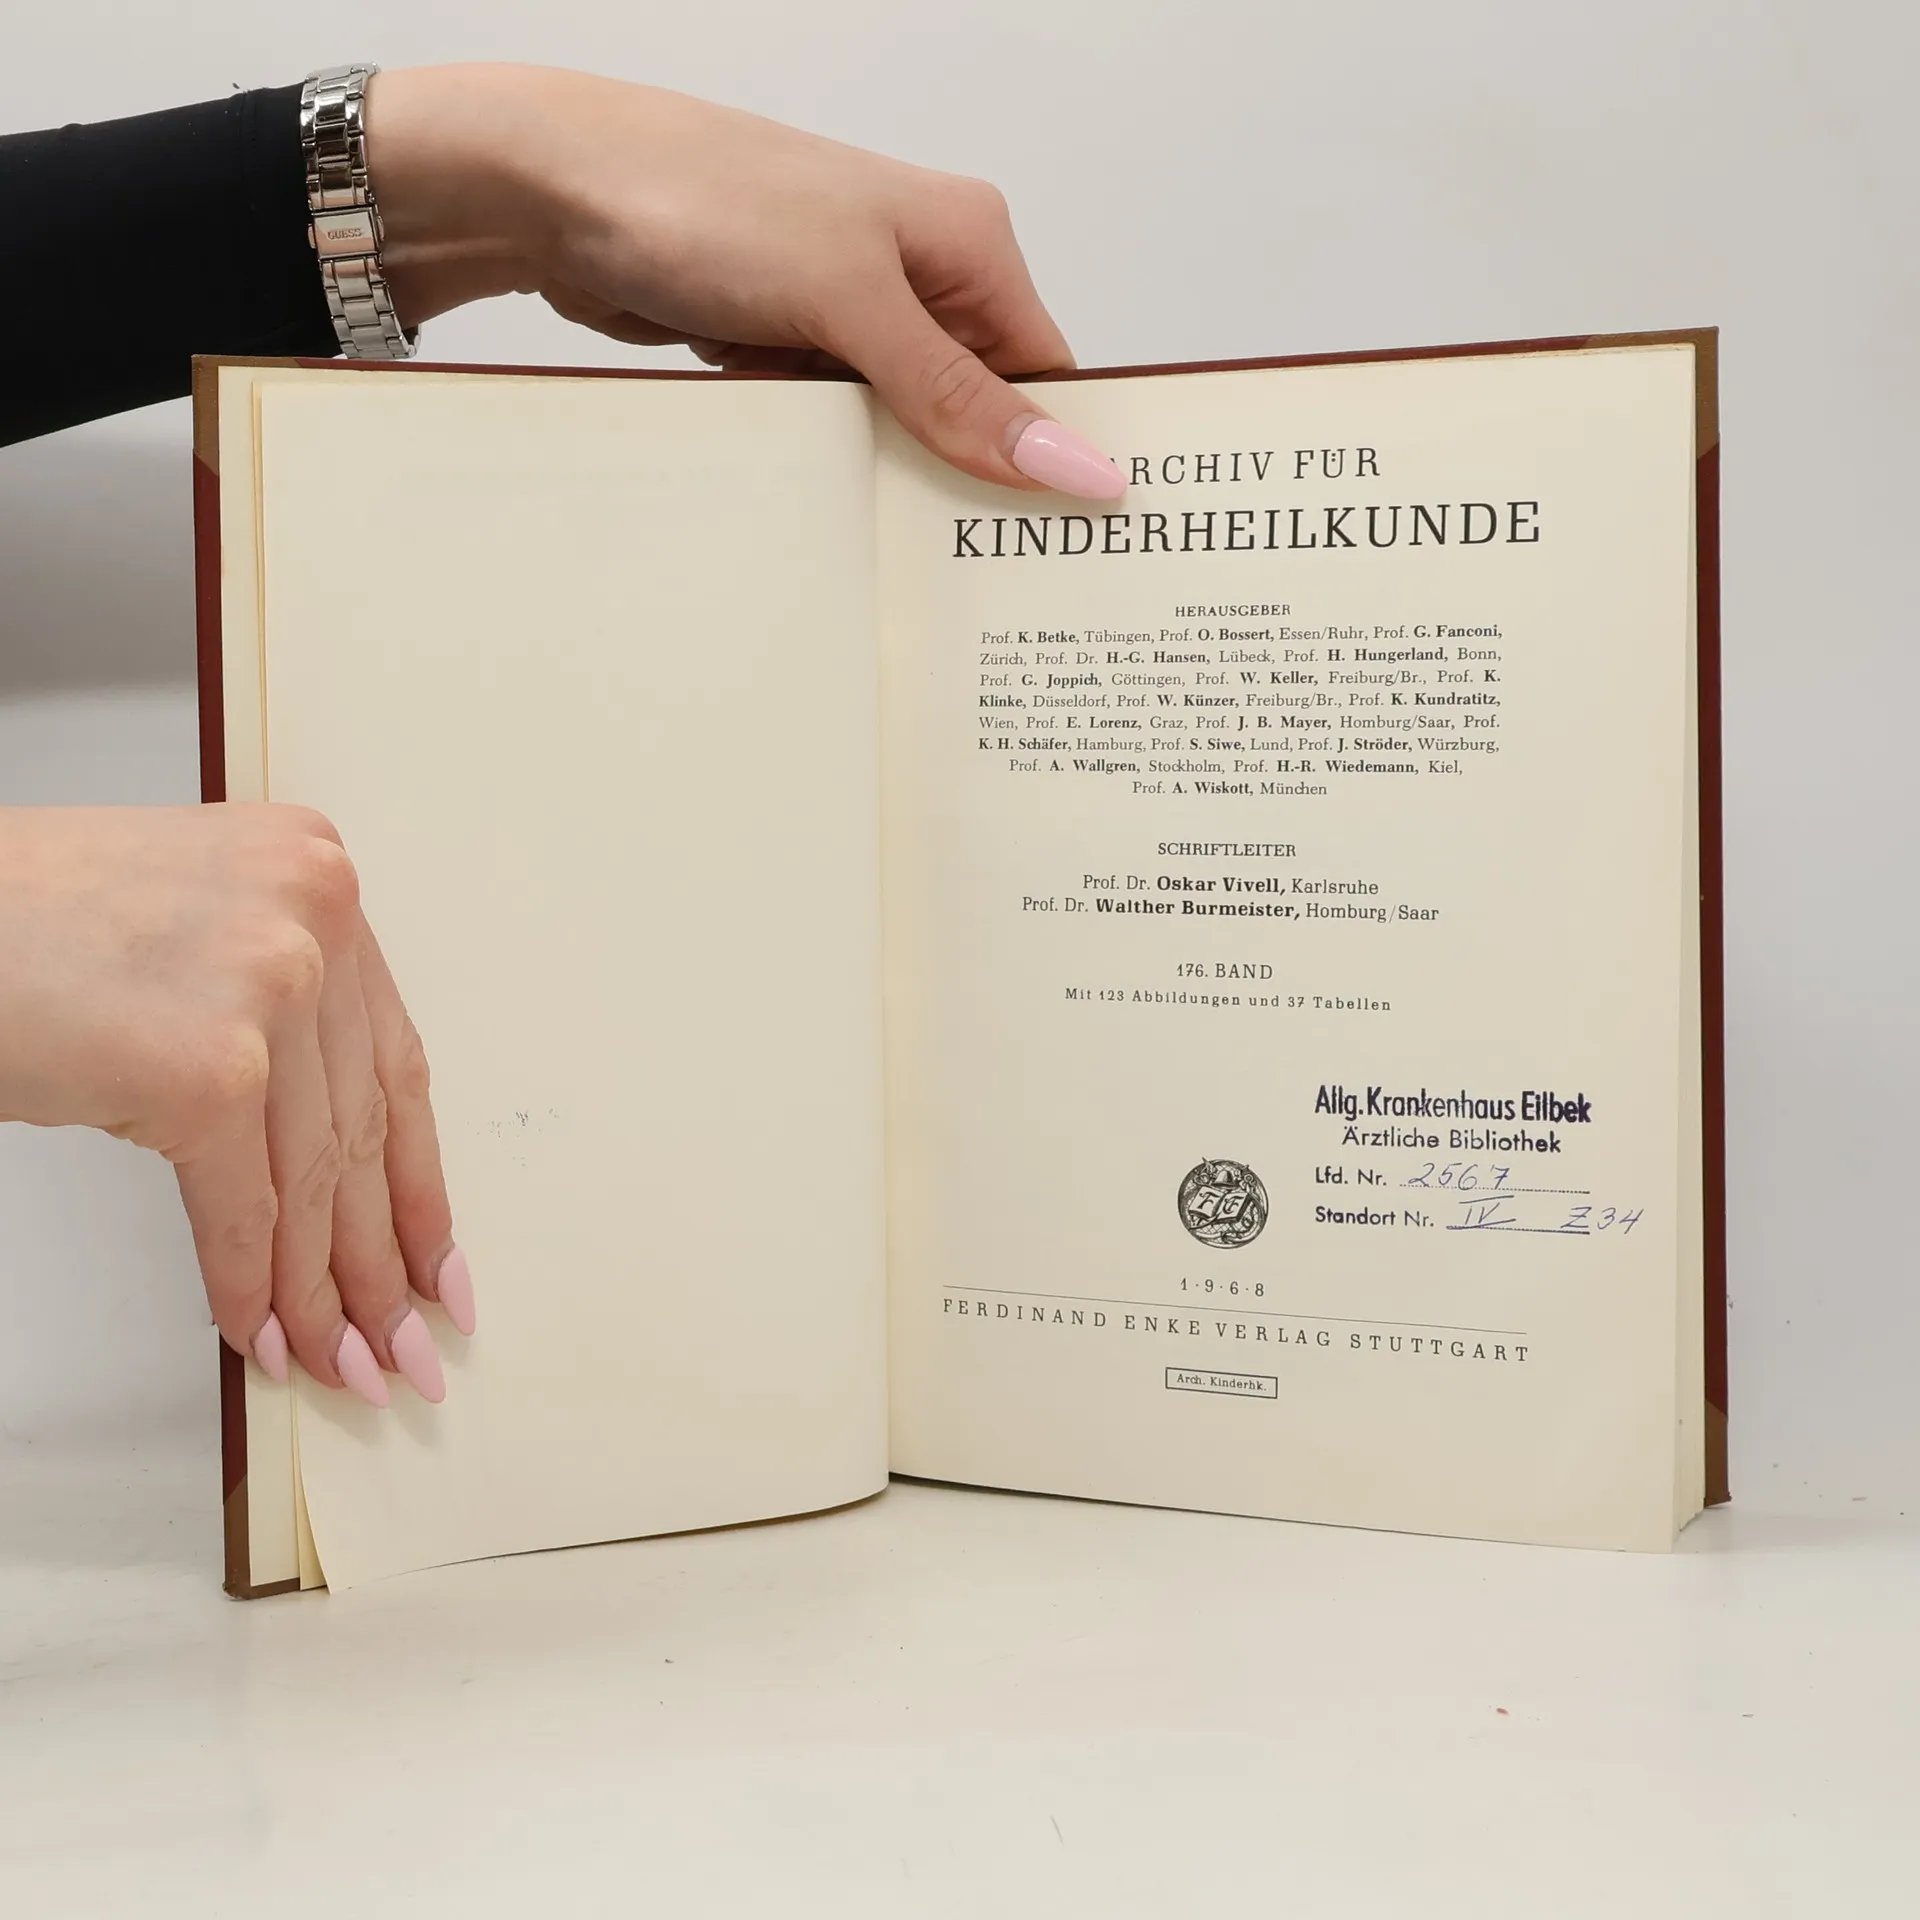 GUESS
ARCHIV FÜR
KINDERHEILKUNDE
HERAUSGEBER
Prof. K. Betke, Tübingen, Prof. O. Bossert, Essen/Ruhr, Prof. G. Fanconi,
Zürich, Prof. Dr. H.-G. Hansen, Lübeck, Prof. H. Hungerland, Bonn,
Prof. G. Joppich, Göttingen, Prof. W. Keller, Freiburg/Br., Prof. K.
Klinke, Düsseldorf, Prof. W. Künzer, Freiburg/Br., Prof. K. Kundratitz,
Wien, Prof. E. Lorenz, Graz, Prof. J. B. Mayer, Homburg/Saar, Prof.
K. H. Schäfer, Hamburg, Prof. S. Siwe, Lund, Prof. J. Ströder, Würzburg,
Prof. A. Wallgren, Stockholm, Prof. H.-R. Wiedemann, Kiel,
Prof. A. Wiskott, München
SCHRIFTLEITER
Prof. Dr. Oskar Vivell, Karlsruhe
Prof. Dr. Walther Burmeister, Homburg/Saar
176. BAND
Mit 123 Abbildungen und 37 Tabellen
Allg. Krankenhaus Eilbek
Ärztliche Bibliothek
Lfd. Nr. 2567
Standort Nr. IV Z34
F E
1·9·6·8
FERDINAND ENKE VERLAG STUTTGART
Arch. Kinderhk.